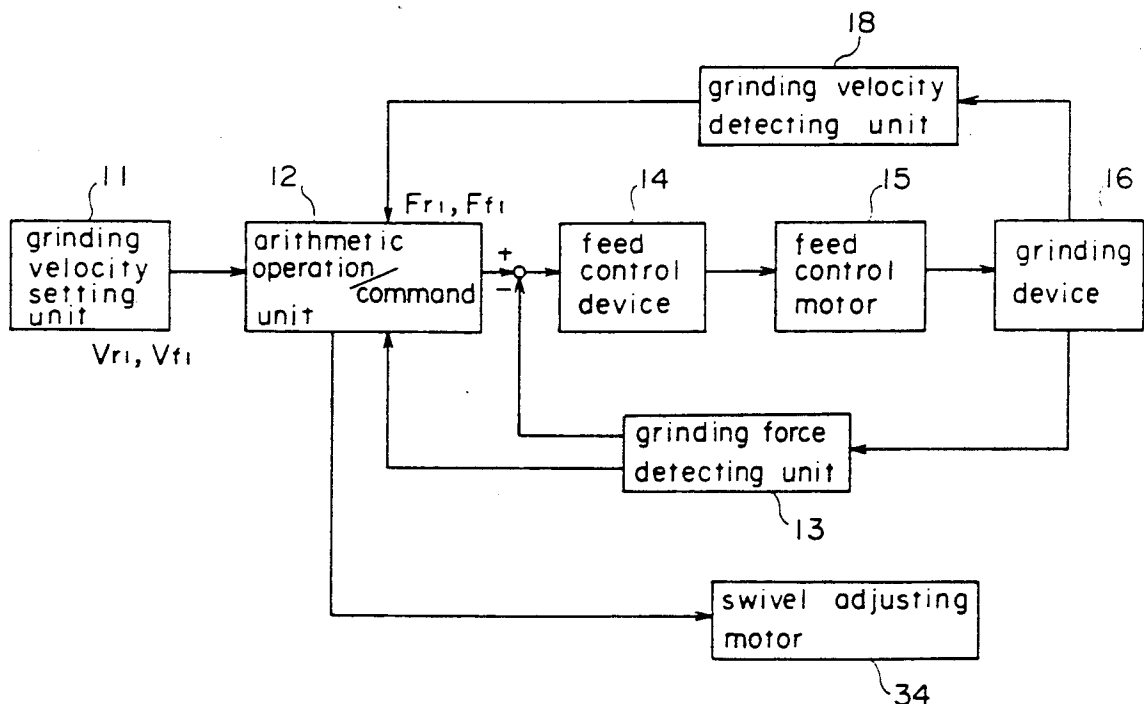 18
grinding velocity
detecting unit
11
12
14
15
16
Fr1, Ff1
grinding
velocity
setting
unit
arithmetic
operation
/command
unit
+
−
feed
control
device
feed
control
motor
grinding
device
Vr1, Vf1
grinding force
detecting unit
13
swivel adjusting
motor
34